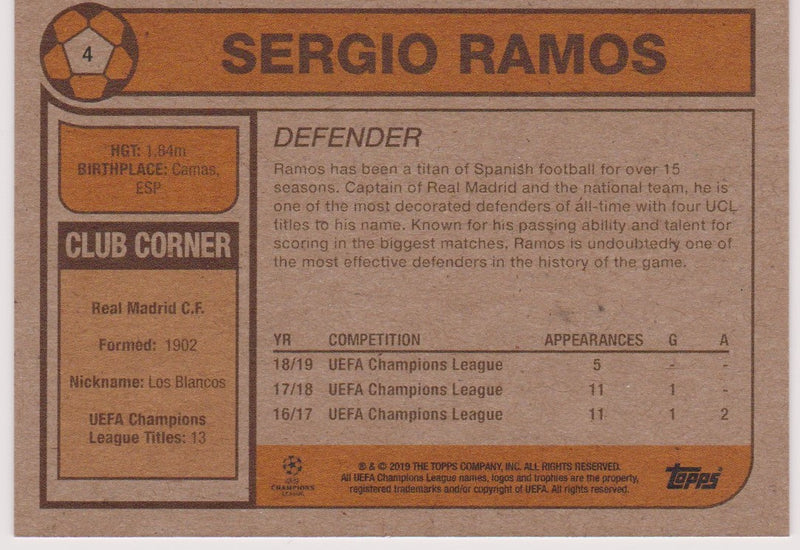 4
SERGIO RAMOS
HGT: 1.84m
BIRTHPLACE: Camas,
ESP
CLUB CORNER
Real Madrid C.F.
Formed: 1902
Nickname: Los Blancos
UEFA Champions
League Titles: 13
DEFENDER
Ramos has been a titan of Spanish football for over 15
seasons. Captain of Real Madrid and the national team, he is
one of the most decorated defenders of all-time with four UCL
titles to his name. Known for his passing ability and talent for
scoring in the biggest matches, Ramos is undoubtedly one of
the most effective defenders in the history of the game.
YR COMPETITION APPEARANCES G A
18/19 UEFA Champions League 5 - -
17/18 UEFA Champions League 11 1 -
16/17 UEFA Champions League 11 1 2
UEFA
CHAMPIONS
LEAGUE
® & © 2019 THE TOPPS COMPANY, INC. ALL RIGHTS RESERVED.
All UEFA Champions League names, logos and trophies are the property,
registered trademarks and/or copyright of UEFA. All rights reserved.
Topps®